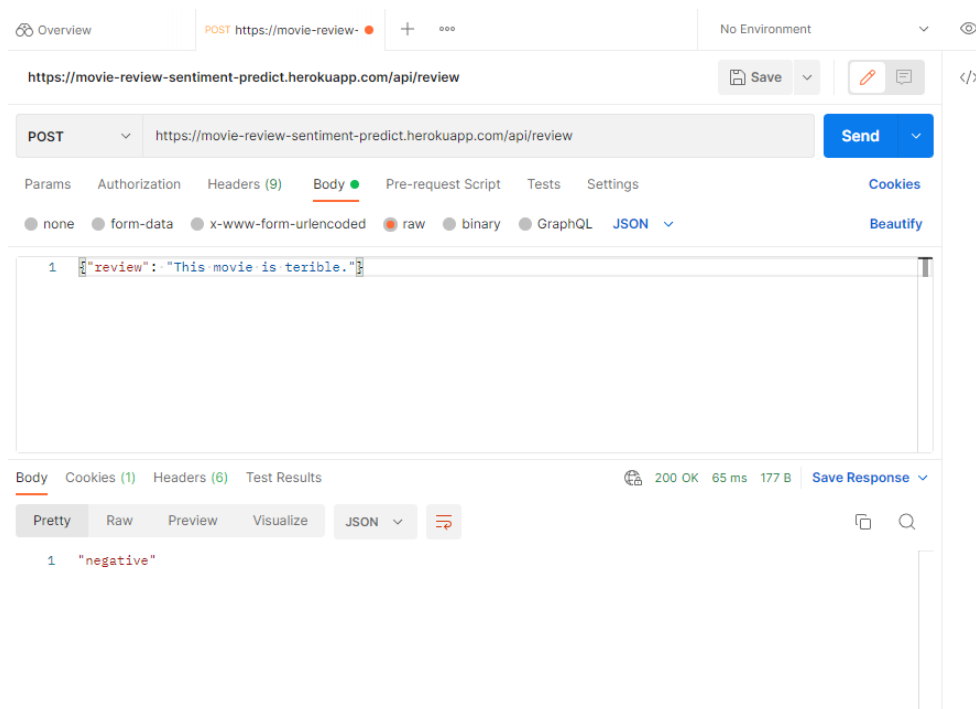 Overview POST https://movie-review- No Environment
https://movie-review-sentiment-predict.herokuapp.com/api/review Save
POST https://movie-review-sentiment-predict.herokuapp.com/api/review Send
Params Authorization Headers (9) Body Pre-request Script Tests Settings Cookies
none form-data x-www-form-urlencoded raw binary GraphQL JSON Beautify
1 {"review": "This movie is terible."}
Body Cookies (1) Headers (6) Test Results 200 OK 65 ms 177 B Save Response
Pretty Raw Preview Visualize JSON
1 "negative"